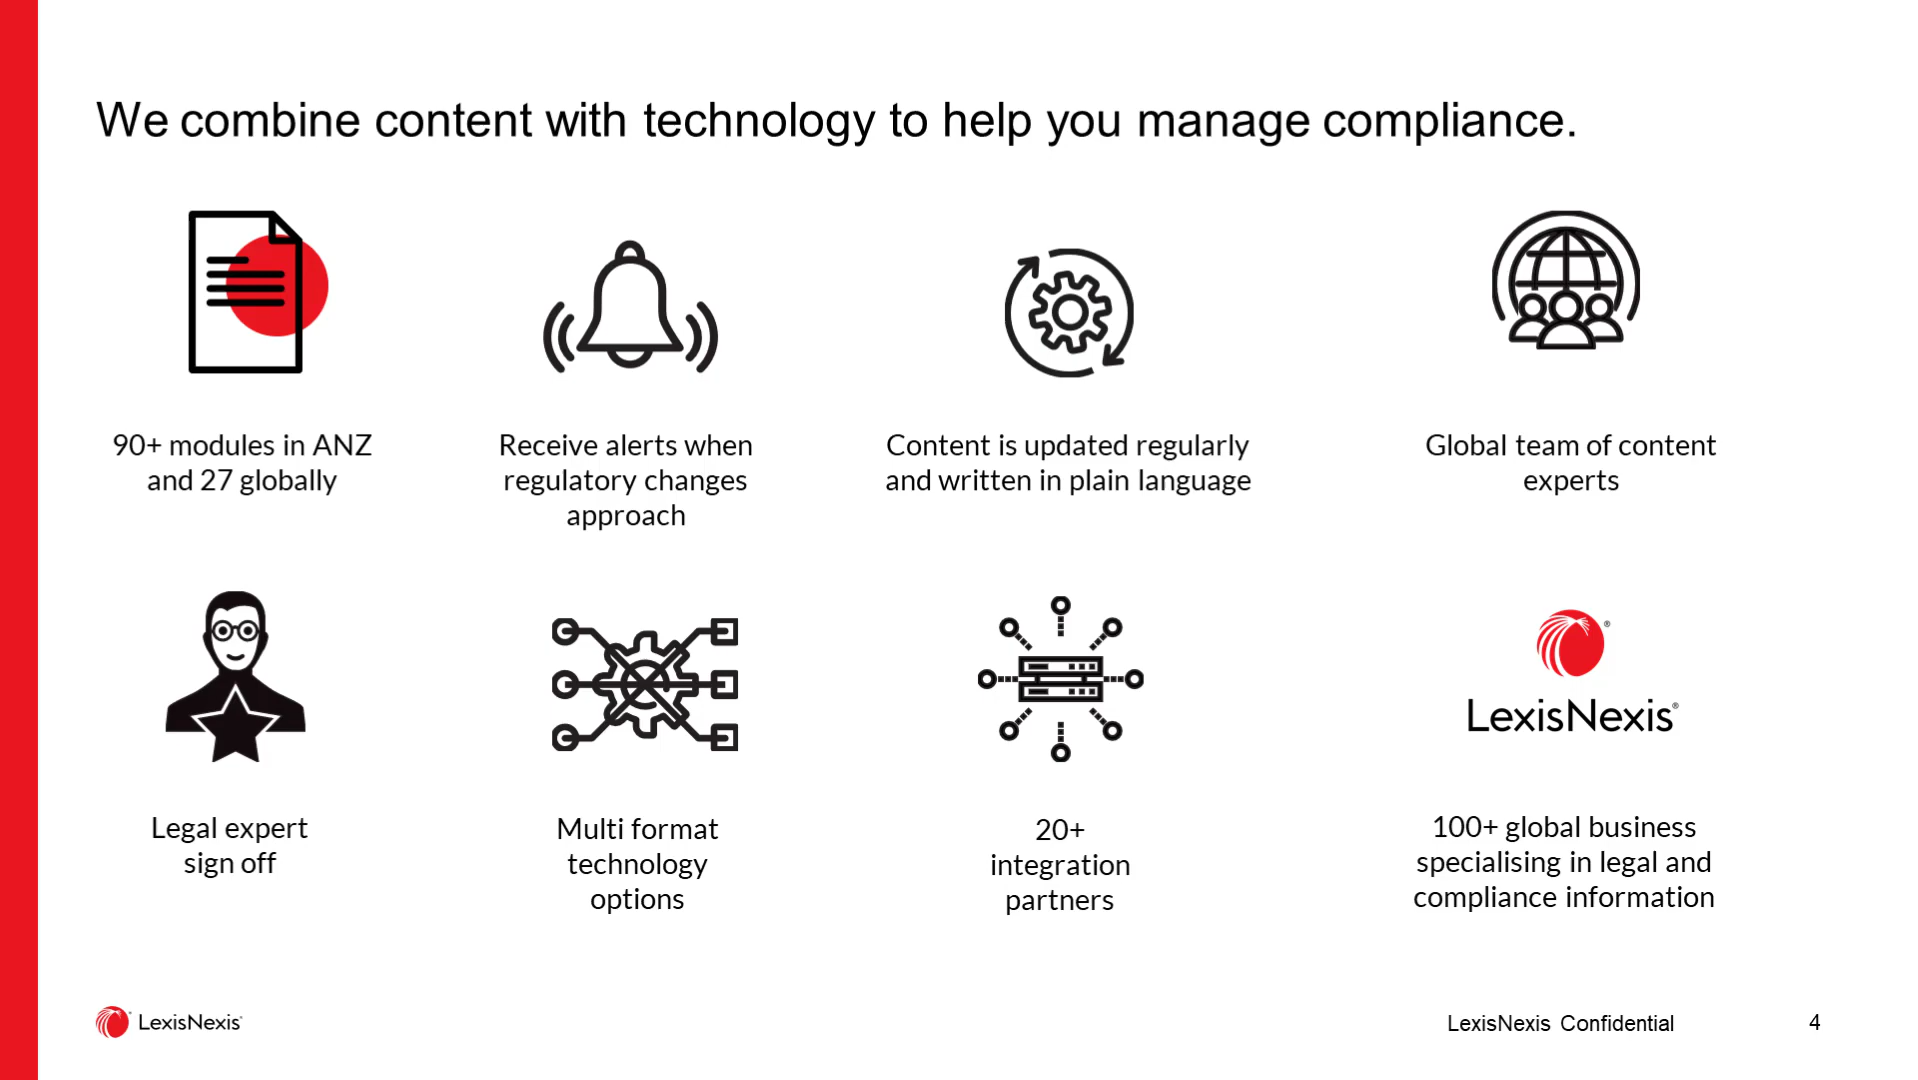 We combine content with technology to help you manage compliance.
90+ modules in ANZ
and 27 globally
Receive alerts when
regulatory changes
approach
Content is updated regularly
and written in plain language
Global team of content
experts
Legal expert
sign off
Multi format
technology
options
20+
integration
partners
LexisNexis®
100+ global business
specialising in legal and
compliance information
LexisNexis
LexisNexis Confidential
4